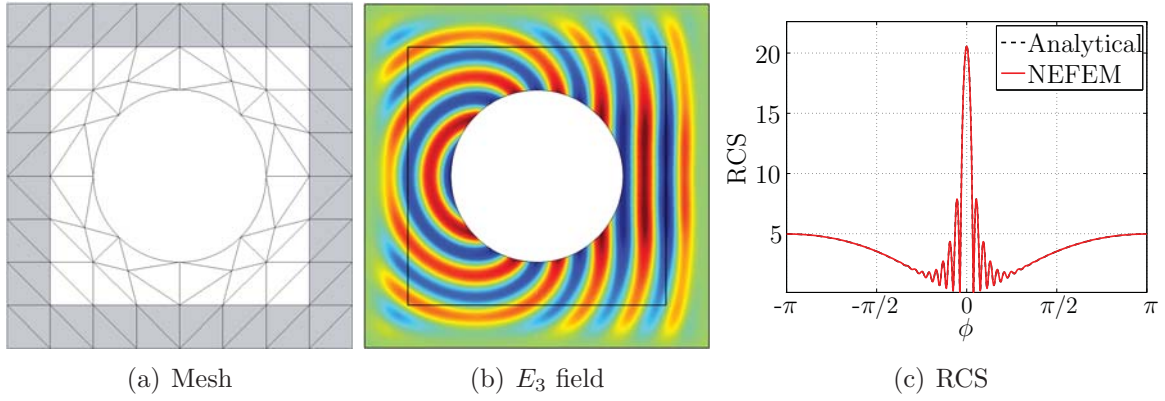 20
15
10
5
RCS
Analytical
NEFEM
-π
-π/2
0
π/2
π
ϕ
(a) Mesh
(b) E₃ field
(c) RCS